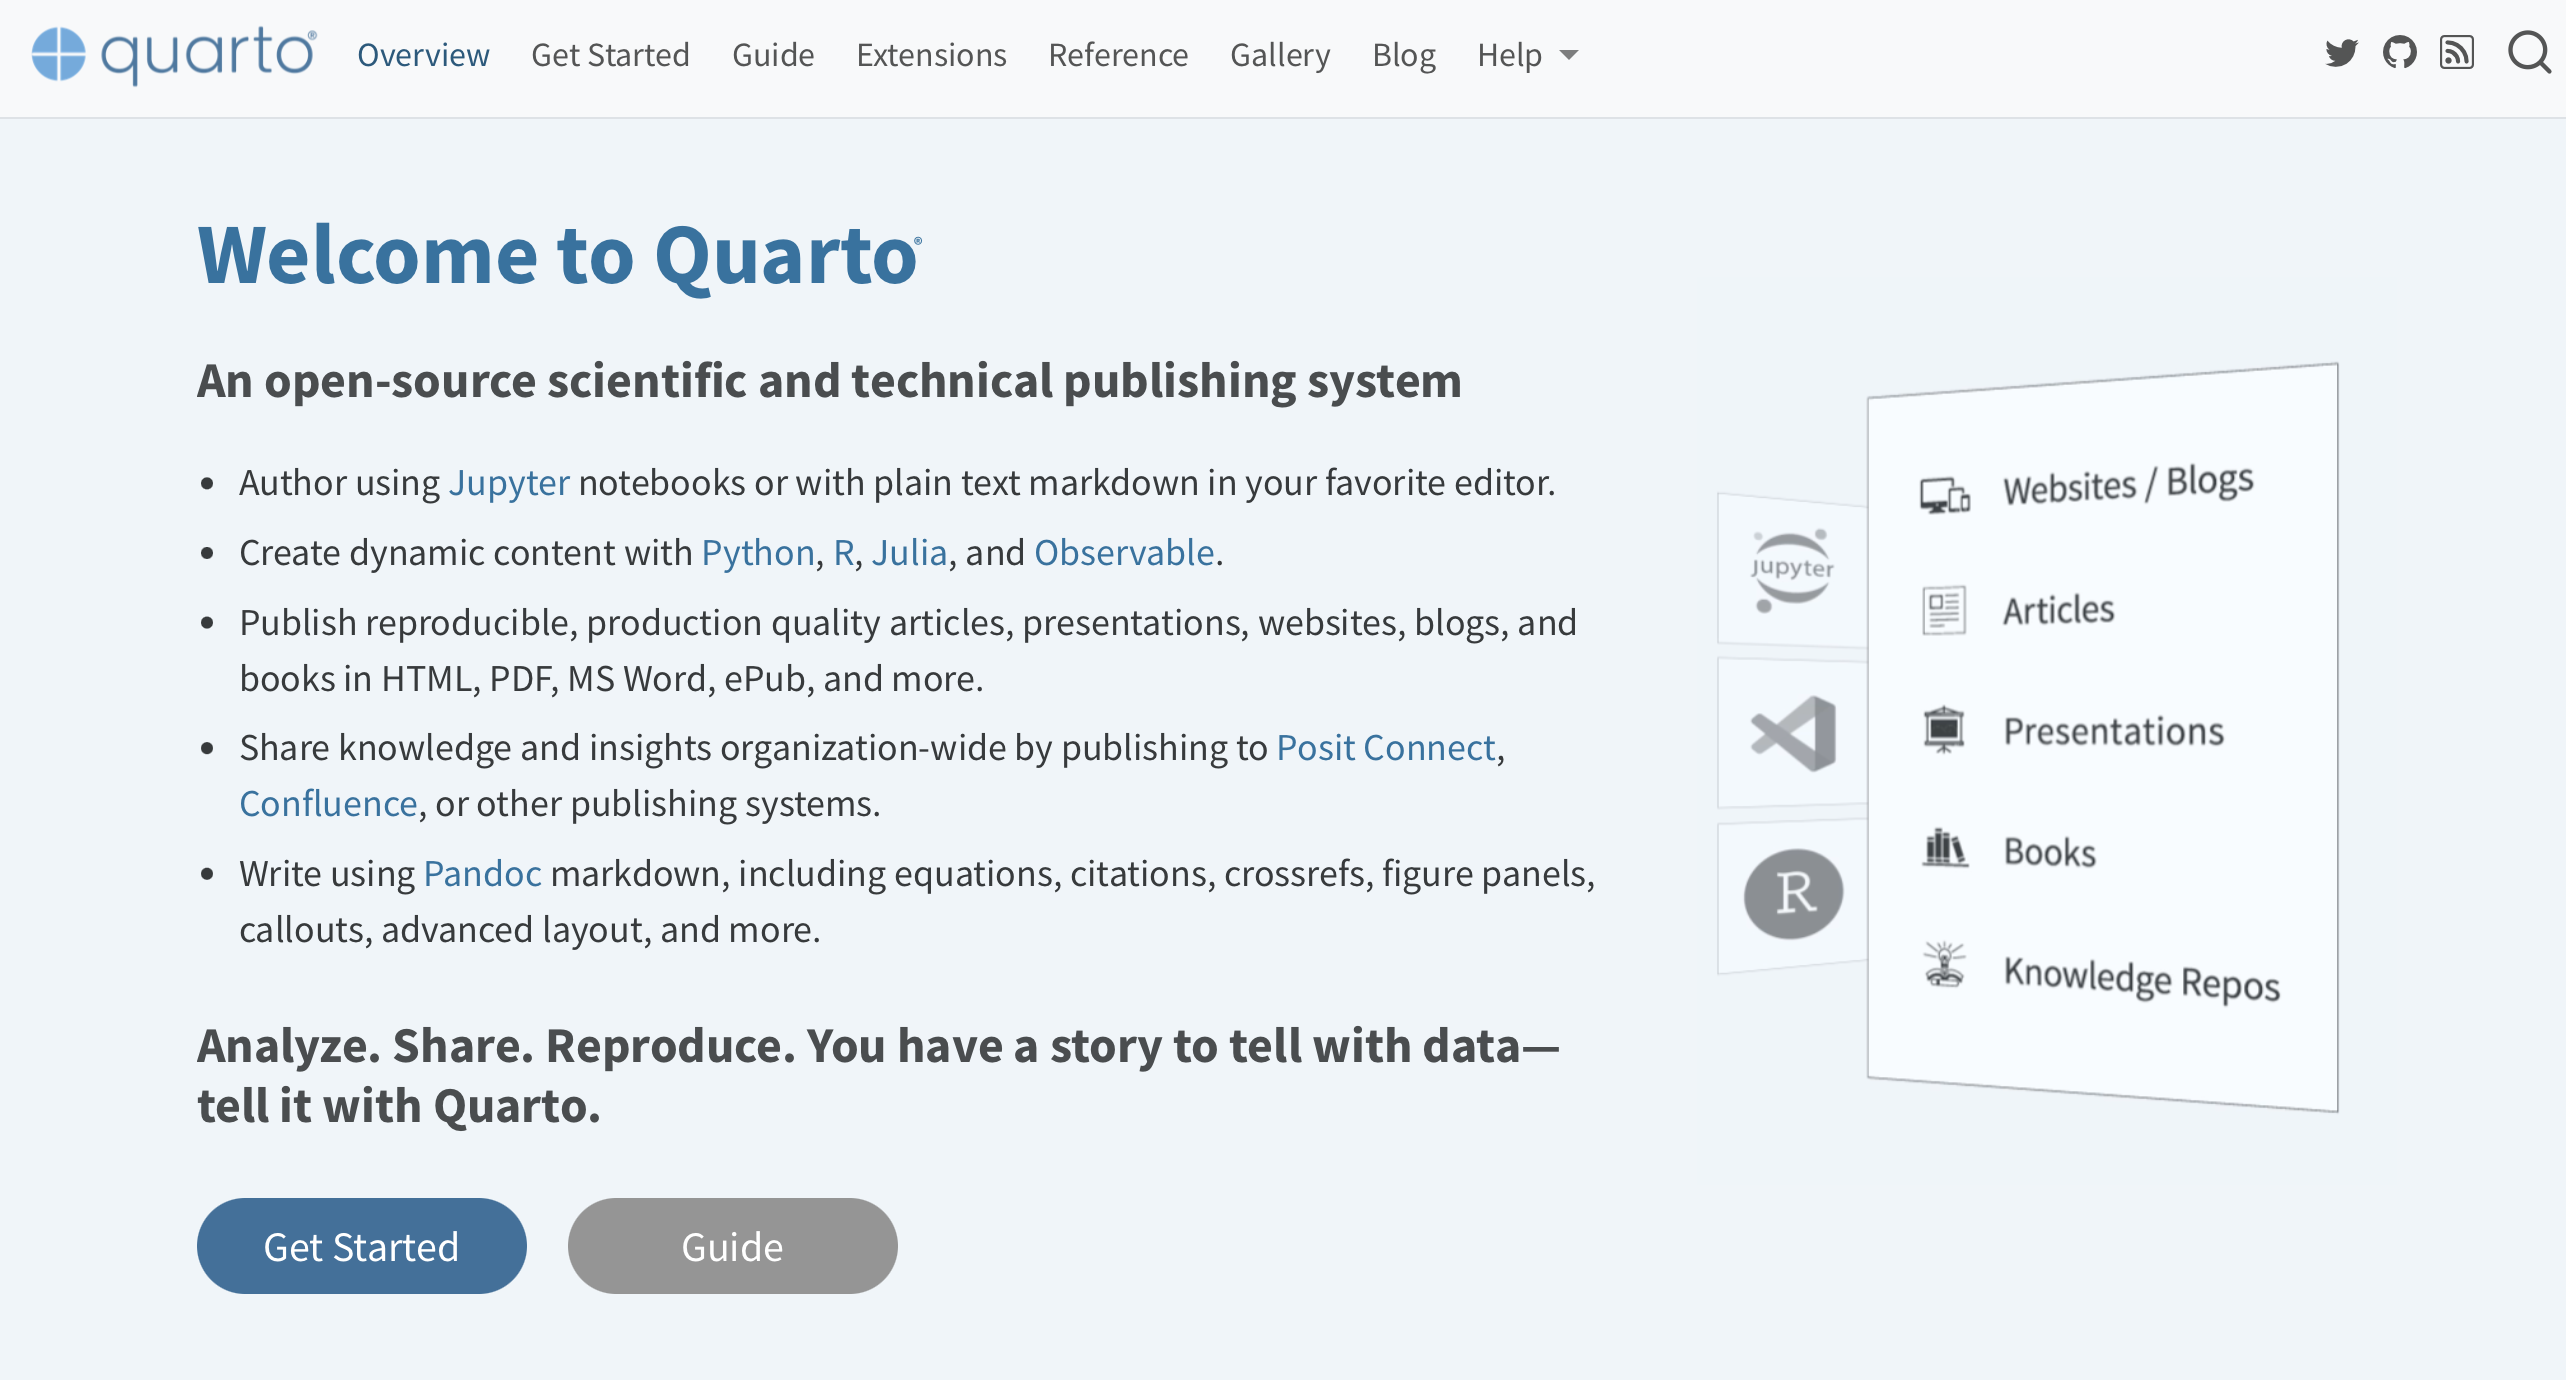 quarto®
Overview
Get Started
Guide
Extensions
Reference
Gallery
Blog
Help
Welcome to Quarto®
An open-source scientific and technical publishing system
• Author using Jupyter notebooks or with plain text markdown in your favorite editor.
• Create dynamic content with Python, R, Julia, and Observable.
• Publish reproducible, production quality articles, presentations, websites, blogs, and
books in HTML, PDF, MS Word, ePub, and more.
• Share knowledge and insights organization-wide by publishing to Posit Connect,
Confluence, or other publishing systems.
• Write using Pandoc markdown, including equations, citations, crossrefs, figure panels,
callouts, advanced layout, and more.
Analyze. Share. Reproduce. You have a story to tell with data—
tell it with Quarto.
Get Started
Guide
Jupyter
R
Websites / Blogs
Articles
Presentations
Books
Knowledge Repos